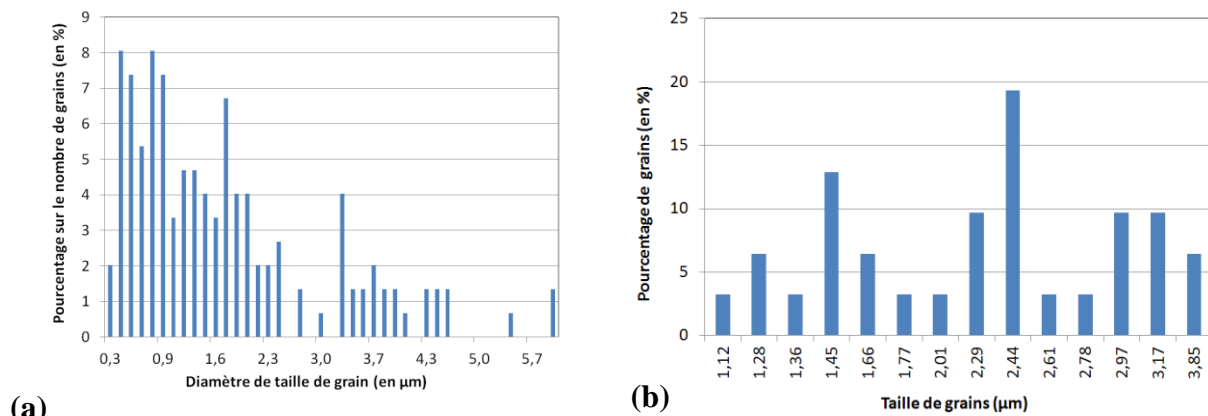 Pourcentage sur le nombre de grains (en %)
9
8
7
6
5
4
3
2
1
0
0,3 0,9 1,6 2,3 3,0 3,7 4,3 5,0 5,7
Diamètre de taille de grain (en µm)
(a)
Pourcentage de grains (en %)
25
20
15
10
5
0
1,12 1,28 1,36 1,45 1,66 1,77 2,01 2,29 2,44 2,61 2,78 2,97 3,17 3,85
Taille de grains (µm)
(b)